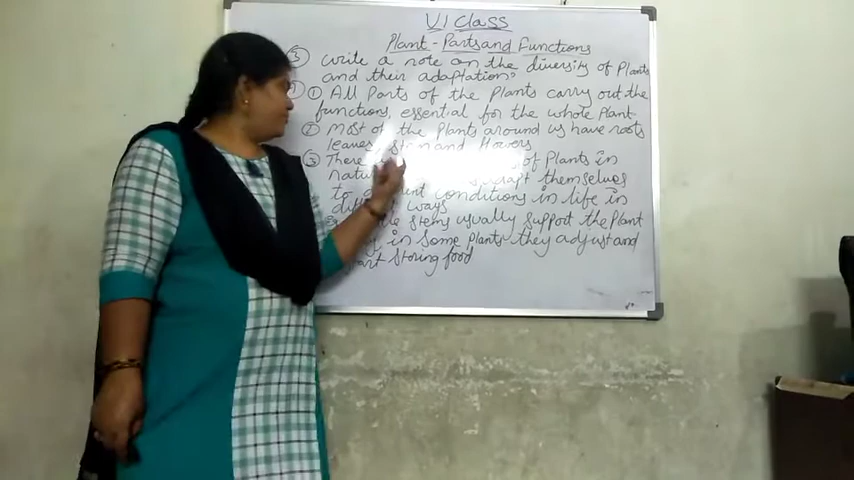 VI Class
Plant - Parts and Functions
③ write a note on the diversity of Plants
and their adaptation?
① All Parts of the Plants carry out the
functions essential for the whole Plant
② Most of the Plants around us have roots
leaves, stem and flowers
③ There of Plants in
natu adapt themselves
to conditions in life in
different ways
stems usually support the Plant
in some Plants they adjust and
start storing food